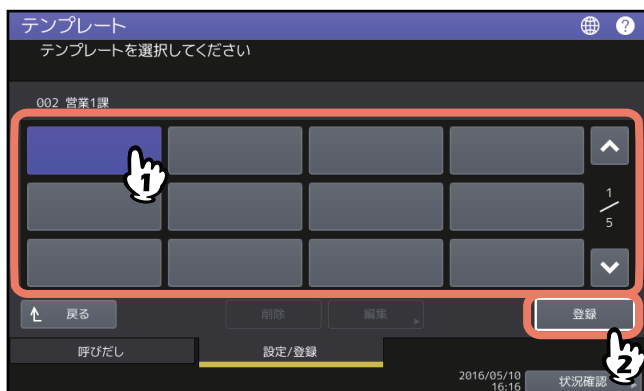 テンプレート ?
テンプレートを選択してください
002 営業1課
1
1
5
戻る 削除 編集 登録
呼びだし 設定/登録
2
2016/05/10
16:16
状況確認